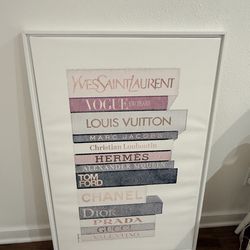 YVES SAINT LAURENT
VOGUE
LOUIS VUITTON
MARC JACOBS
Christian Louboutin
HERMES
ALEXANDER MCQUEEN
TOM
FORD
CHANEL
Dior
PRADA
GUCCI
VALENTINO